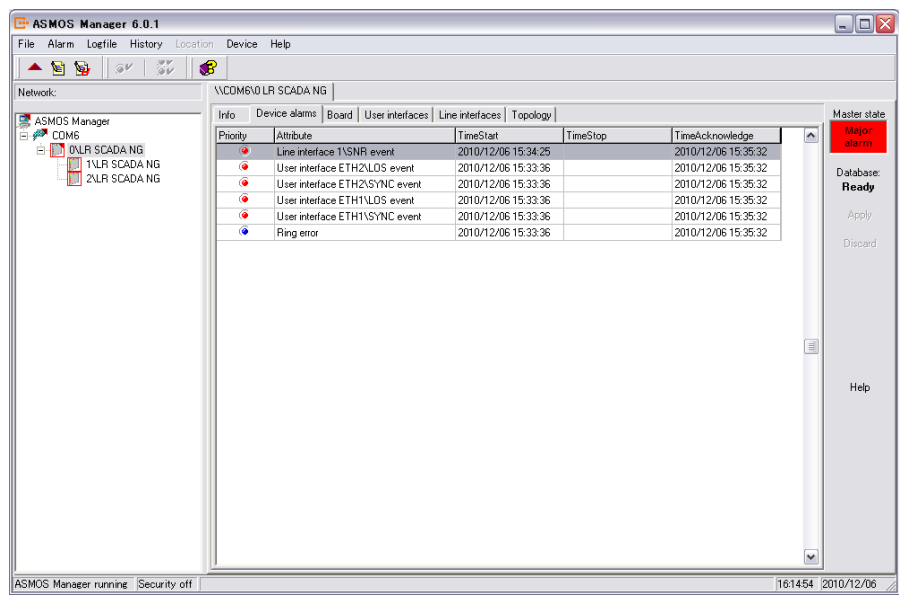 ASMOS Manager 6.0.1
File Alarm Logfile History Location Device Help
Network:
ASMOS Manager
COM6
0\LR SCADA NG
1\LR SCADA NG
2\LR SCADA NG
\\COM6\0 LR SCADA NG
Info Device alarms Board User interfaces Line interfaces Topology
Priority Attribute TimeStart TimeStop TimeAcknowledge
Line interface 1\SNR event 2010/12/06 15:34:25 2010/12/06 15:35:32
User interface ETH2\LOS event 2010/12/06 15:33:36 2010/12/06 15:35:32
User interface ETH2\SYNC event 2010/12/06 15:33:36 2010/12/06 15:35:32
User interface ETH1\LOS event 2010/12/06 15:33:36 2010/12/06 15:35:32
User interface ETH1\SYNC event 2010/12/06 15:33:36 2010/12/06 15:35:32
Ring error 2010/12/06 15:33:36 2010/12/06 15:35:32
Master state
Major
alarm
Database:
Ready
Apply
Discard
Help
ASMOS Manager running Security off 16:14:54 2010/12/06